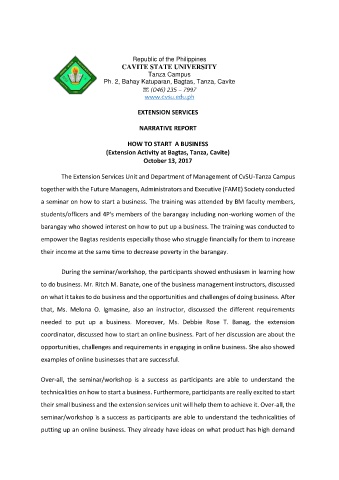 Republic of the Philippines
CAVITE STATE UNIVERSITY
Tanza Campus
Ph. 2, Bahay Katuparan, Bagtas, Tanza, Cavite
☏ (046) 235 – 7997
www.cvsu.edu.ph
EXTENSION SERVICES
NARRATIVE REPORT
HOW TO START A BUSINESS
(Extension Activity at Bagtas, Tanza, Cavite)
October 13, 2017
The Extension Services Unit and Department of Management of CvSU-Tanza Campus
together with the Future Managers, Administrators and Executive (FAME) Society conducted
a seminar on how to start a business. The training was attended by BM faculty members,
students/officers and 4P's members of the barangay including non-working women of the
barangay who showed interest on how to put up a business. The training was conducted to
empower the Bagtas residents especially those who struggle financially for them to increase
their income at the same time to decrease poverty in the barangay.
During the seminar/workshop, the participants showed enthusiasm in learning how
to do business. Mr. Ritch M. Banate, one of the business management instructors, discussed
on what it takes to do business and the opportunities and challenges of doing business. After
that, Ms. Melona O. Igmasine, also an instructor, discussed the different requirements
needed to put up a business. Moreover, Ms. Debbie Rose T. Banag, the extension
coordinator, discussed how to start an online business. Part of her discussion are about the
opportunities, challenges and requirements in engaging in online business. She also showed
examples of online businesses that are successful.
Over-all, the seminar/workshop is a success as participants are able to understand the
technicalities on how to start a business. Furthermore, participants are really excited to start
their small business and the extension services unit will help them to achieve it. Over-all, the
seminar/workshop is a success as participants are able to understand the technicalities of
putting up an online business. They already have ideas on what product has high demand